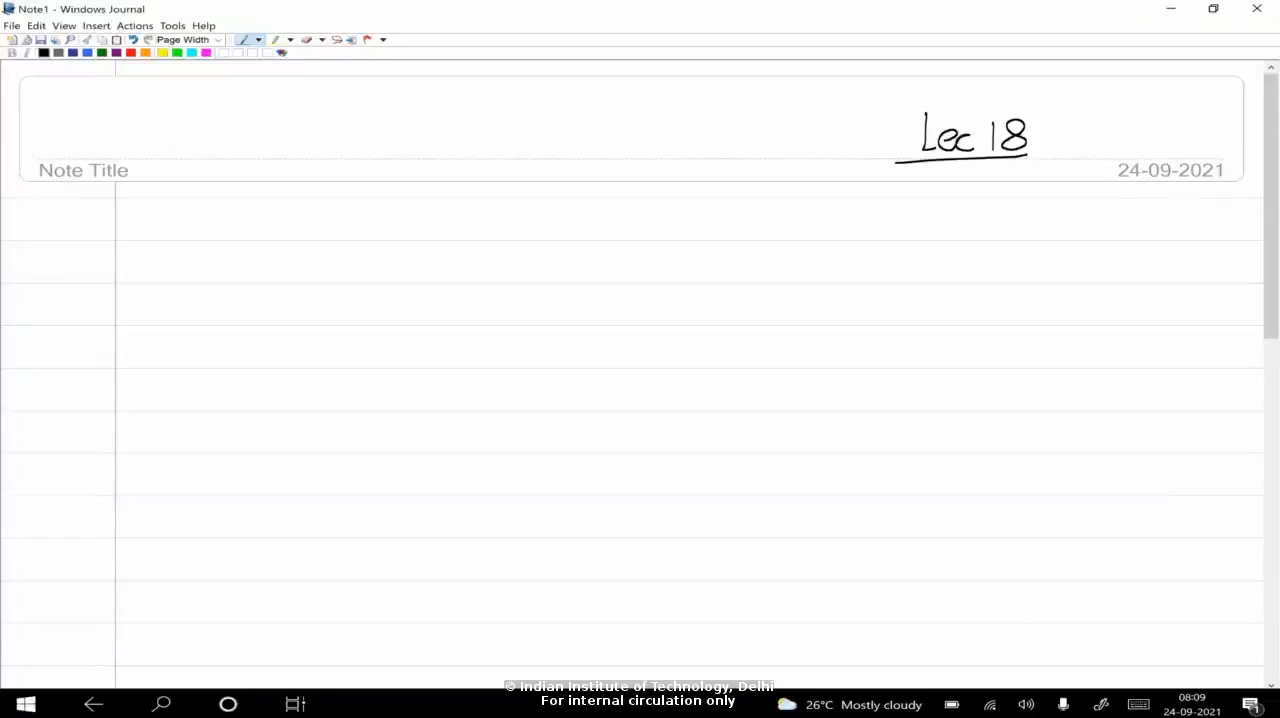 Note1 - Windows Journal
File Edit View Insert Actions Tools Help
Page Width
B I
Lec 18
Note Title
24-09-2021
© Indian Institute of Technology, Delhi
For internal circulation only
26°C Mostly cloudy
08:09
24-09-2021
1